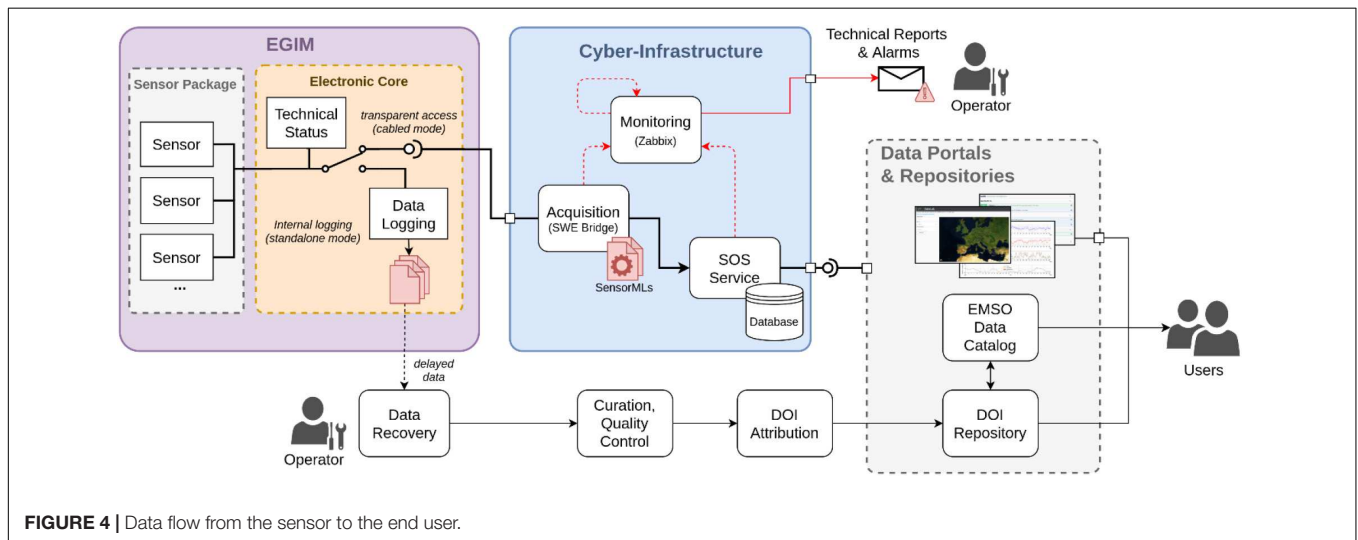 EGIM
Sensor Package
Sensor
Sensor
Sensor
...
Electronic Core
Technical
Status
transparent access
(cabled mode)
Internal logging
(standalone mode)
Data
Logging
Cyber-Infrastructure
Monitoring
(Zabbix)
Acquisition
(SWE Bridge)
SensorMLs
SOS
Service
Database
Technical Reports
& Alarms
Operator
Data Portals
& Repositories
EMSO
Data
Catalog
Users
delayed
data
Operator
Data
Recovery
Curation,
Quality
Control
DOI
Attribution
DOI
Repository
FIGURE 4 | Data flow from the sensor to the end user.